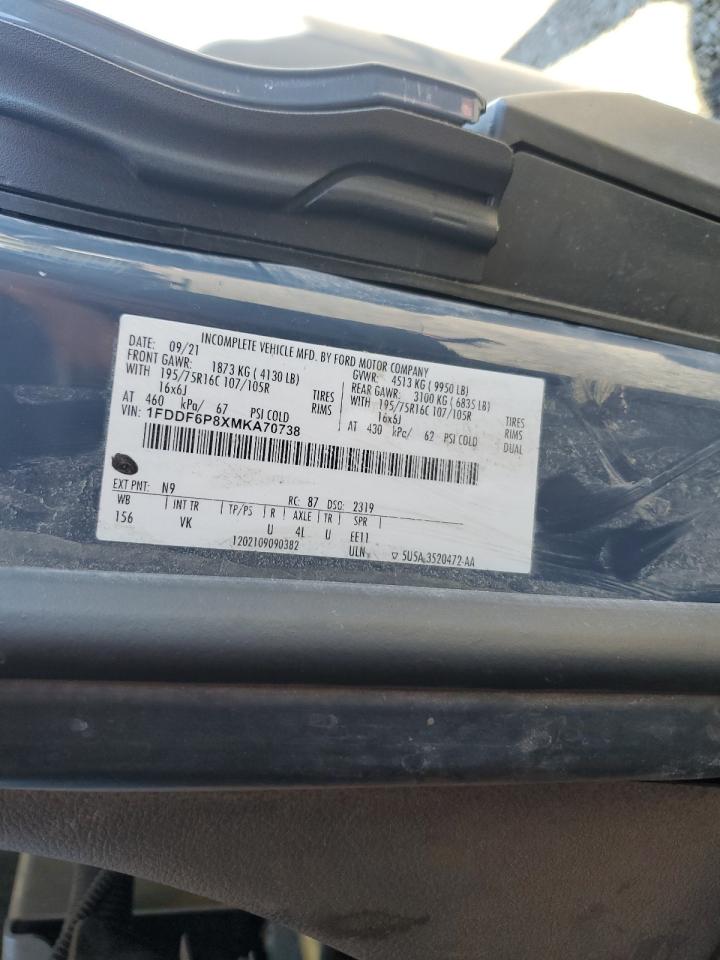 INCOMPLETE VEHICLE MFD. BY FORD MOTOR COMPANY
DATE: 09/21 GVWR: 4513 KG ( 9950 LB)
FRONT GAWR: 1873 KG ( 4130 LB) REAR GAWR: 3100 KG ( 6835 LB)
WITH 195/75R16C 107/105R TIRES WITH 195/75R16C 107/105R TIRES
16x6J RIMS 16x6J RIMS
AT 460 kPa/ 67 PSI COLD AT 430 kPa/ 62 PSI COLD DUAL
VIN: 1FDDF6P8XMKA70738
EXT PNT: N9 RC: 87 DSO: 2319
WB INT TR TP/PS R AXLE TR SPR
156 VK U 4L U EE11
1202109090382 ULN ▽ 5U5A 3520472-AA